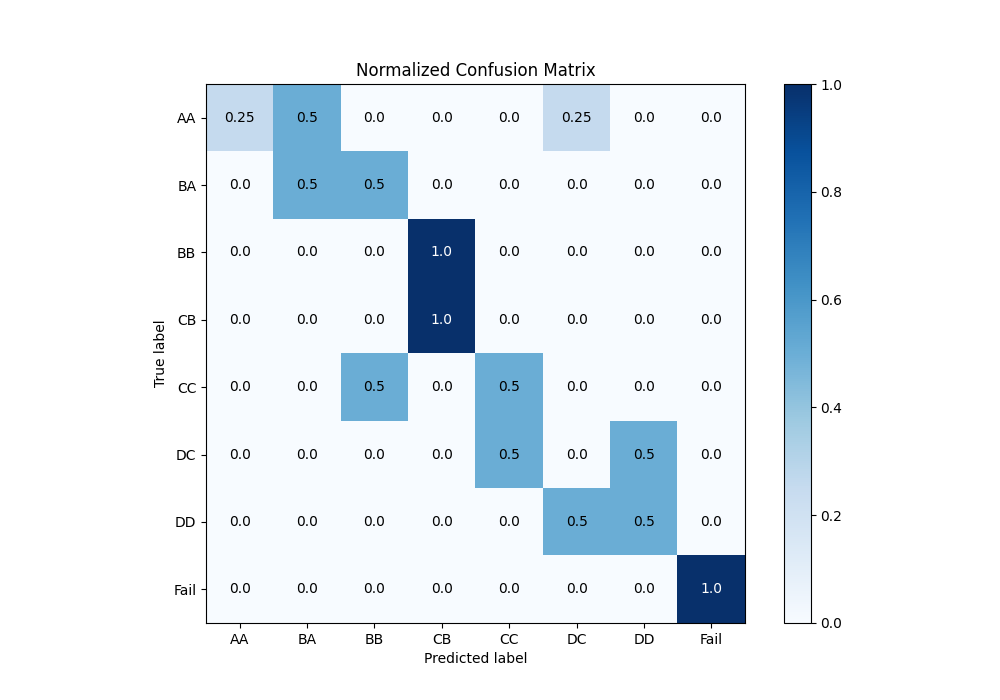 Normalized Confusion Matrix
AA 0.25 0.5 0.0 0.0 0.0 0.25 0.0 0.0
BA 0.0 0.5 0.5 0.0 0.0 0.0 0.0 0.0
BB 0.0 0.0 0.0 1.0 0.0 0.0 0.0 0.0
CB 0.0 0.0 0.0 1.0 0.0 0.0 0.0 0.0
CC 0.0 0.0 0.5 0.0 0.5 0.0 0.0 0.0
DC 0.0 0.0 0.0 0.0 0.5 0.0 0.5 0.0
DD 0.0 0.0 0.0 0.0 0.0 0.5 0.5 0.0
Fail 0.0 0.0 0.0 0.0 0.0 0.0 0.0 1.0
AA BA BB CB CC DC DD Fail
Predicted label
True label
1.0
0.8
0.6
0.4
0.2
0.0